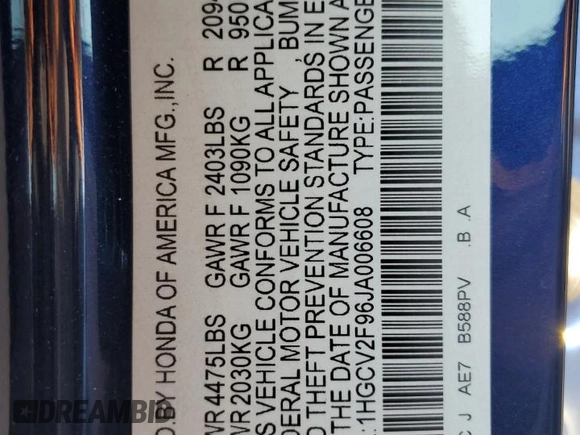 D.BY HONDA OF AMERICA MFG.,INC.
WR 4475LBS GAWR F 2403LBS R 209
WR 2030KG GAWR F 1090KG R 950
S VEHICLE CONFORMS TO ALL APPLICA
DERAL MOTOR VEHICLE SAFETY , BUM
D THEFT PREVENTION STANDARDS IN E
THE DATE OF MANUFACTURE SHOWN A
:1HGCV2F96JA006608 TYPE:PASSENGE
C J AE7 B588PV .B .A
DREAMBID